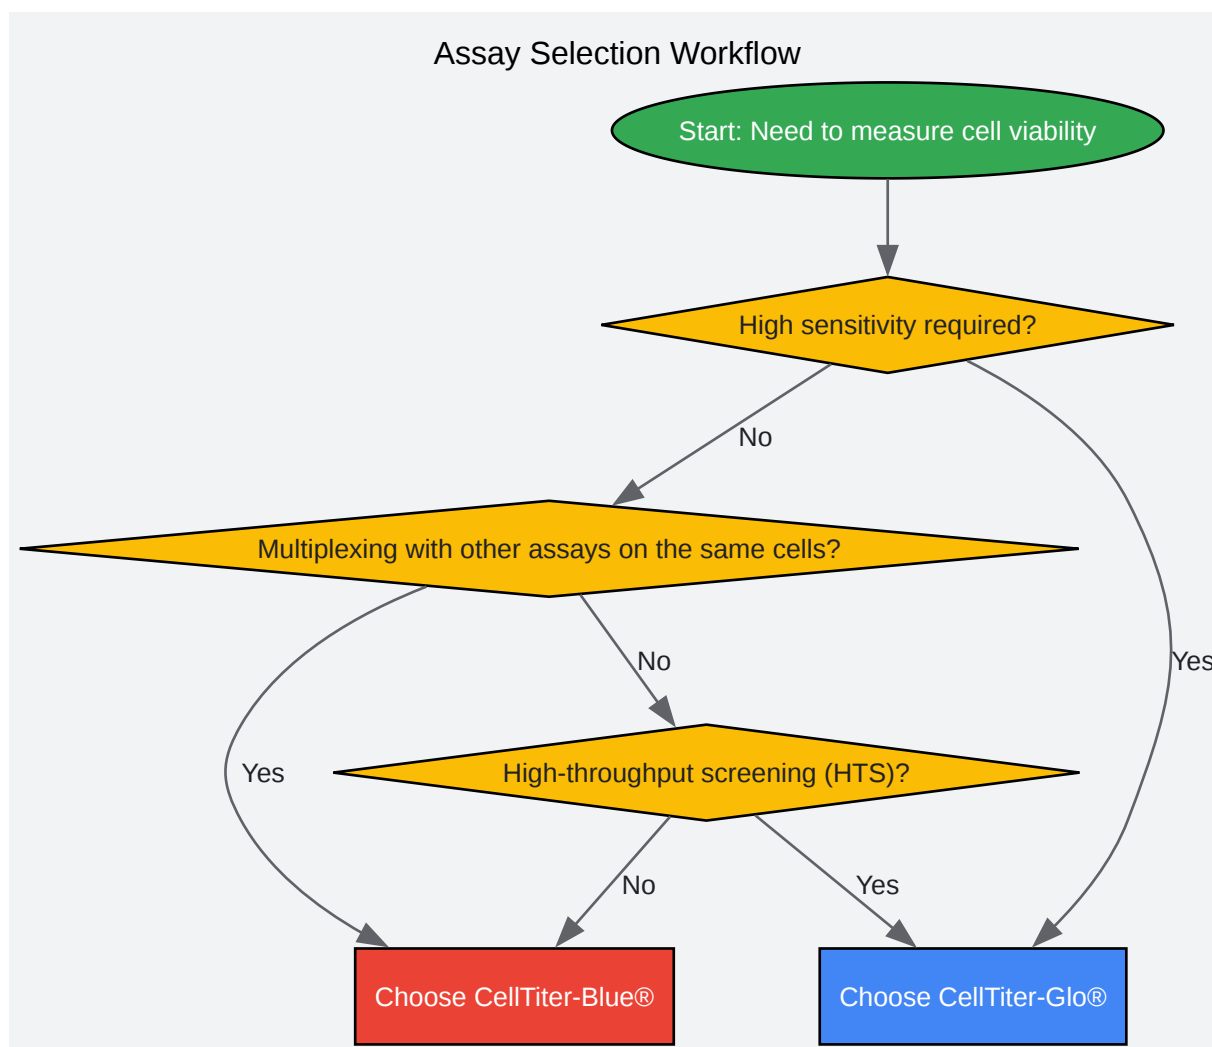 Assay Selection Workflow
Start: Need to measure cell viability
High sensitivity required?
No
Multiplexing with other assays on the same cells?
No
Yes
Yes
High-throughput screening (HTS)?
No
Yes
Choose CellTiter-Blue®
Choose CellTiter-Glo®